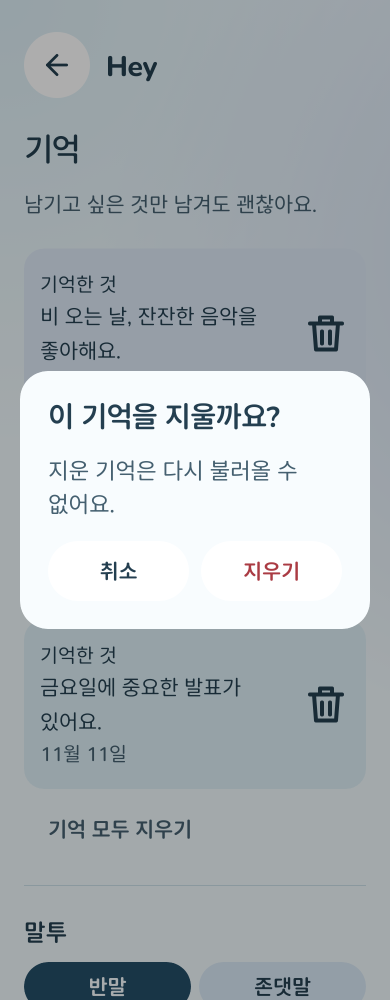 Hey
기억
남기고 싶은 것만 남겨도 괜찮아요.
기억한 것
비 오는 날, 잔잔한 음악을
좋아해요.
이 기억을 지울까요?
지운 기억은 다시 불러올 수
없어요.
취소 지우기
기억한 것
금요일에 중요한 발표가
있어요.
11월 11일
기억 모두 지우기
말투
반말 존댓말